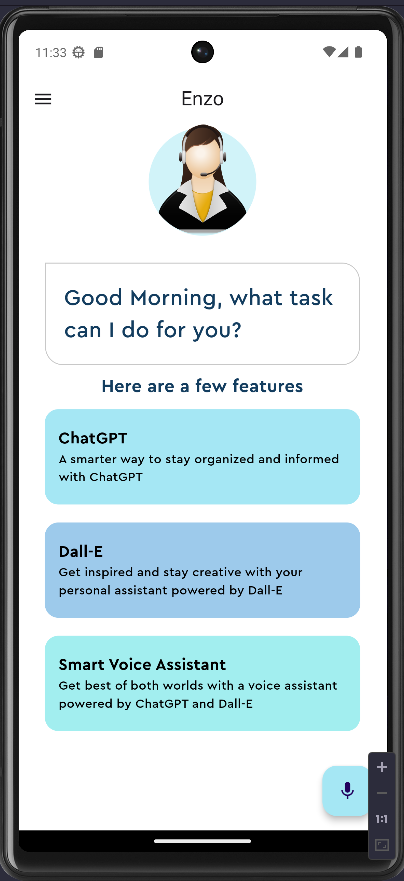 11:33
Enzo
Good Morning, what task
can I do for you?
Here are a few features
ChatGPT
A smarter way to stay organized and informed
with ChatGPT
Dall-E
Get inspired and stay creative with your
personal assistant powered by Dall-E
Smart Voice Assistant
Get best of both worlds with a voice assistant
powered by ChatGPT and Dall-E
1:1